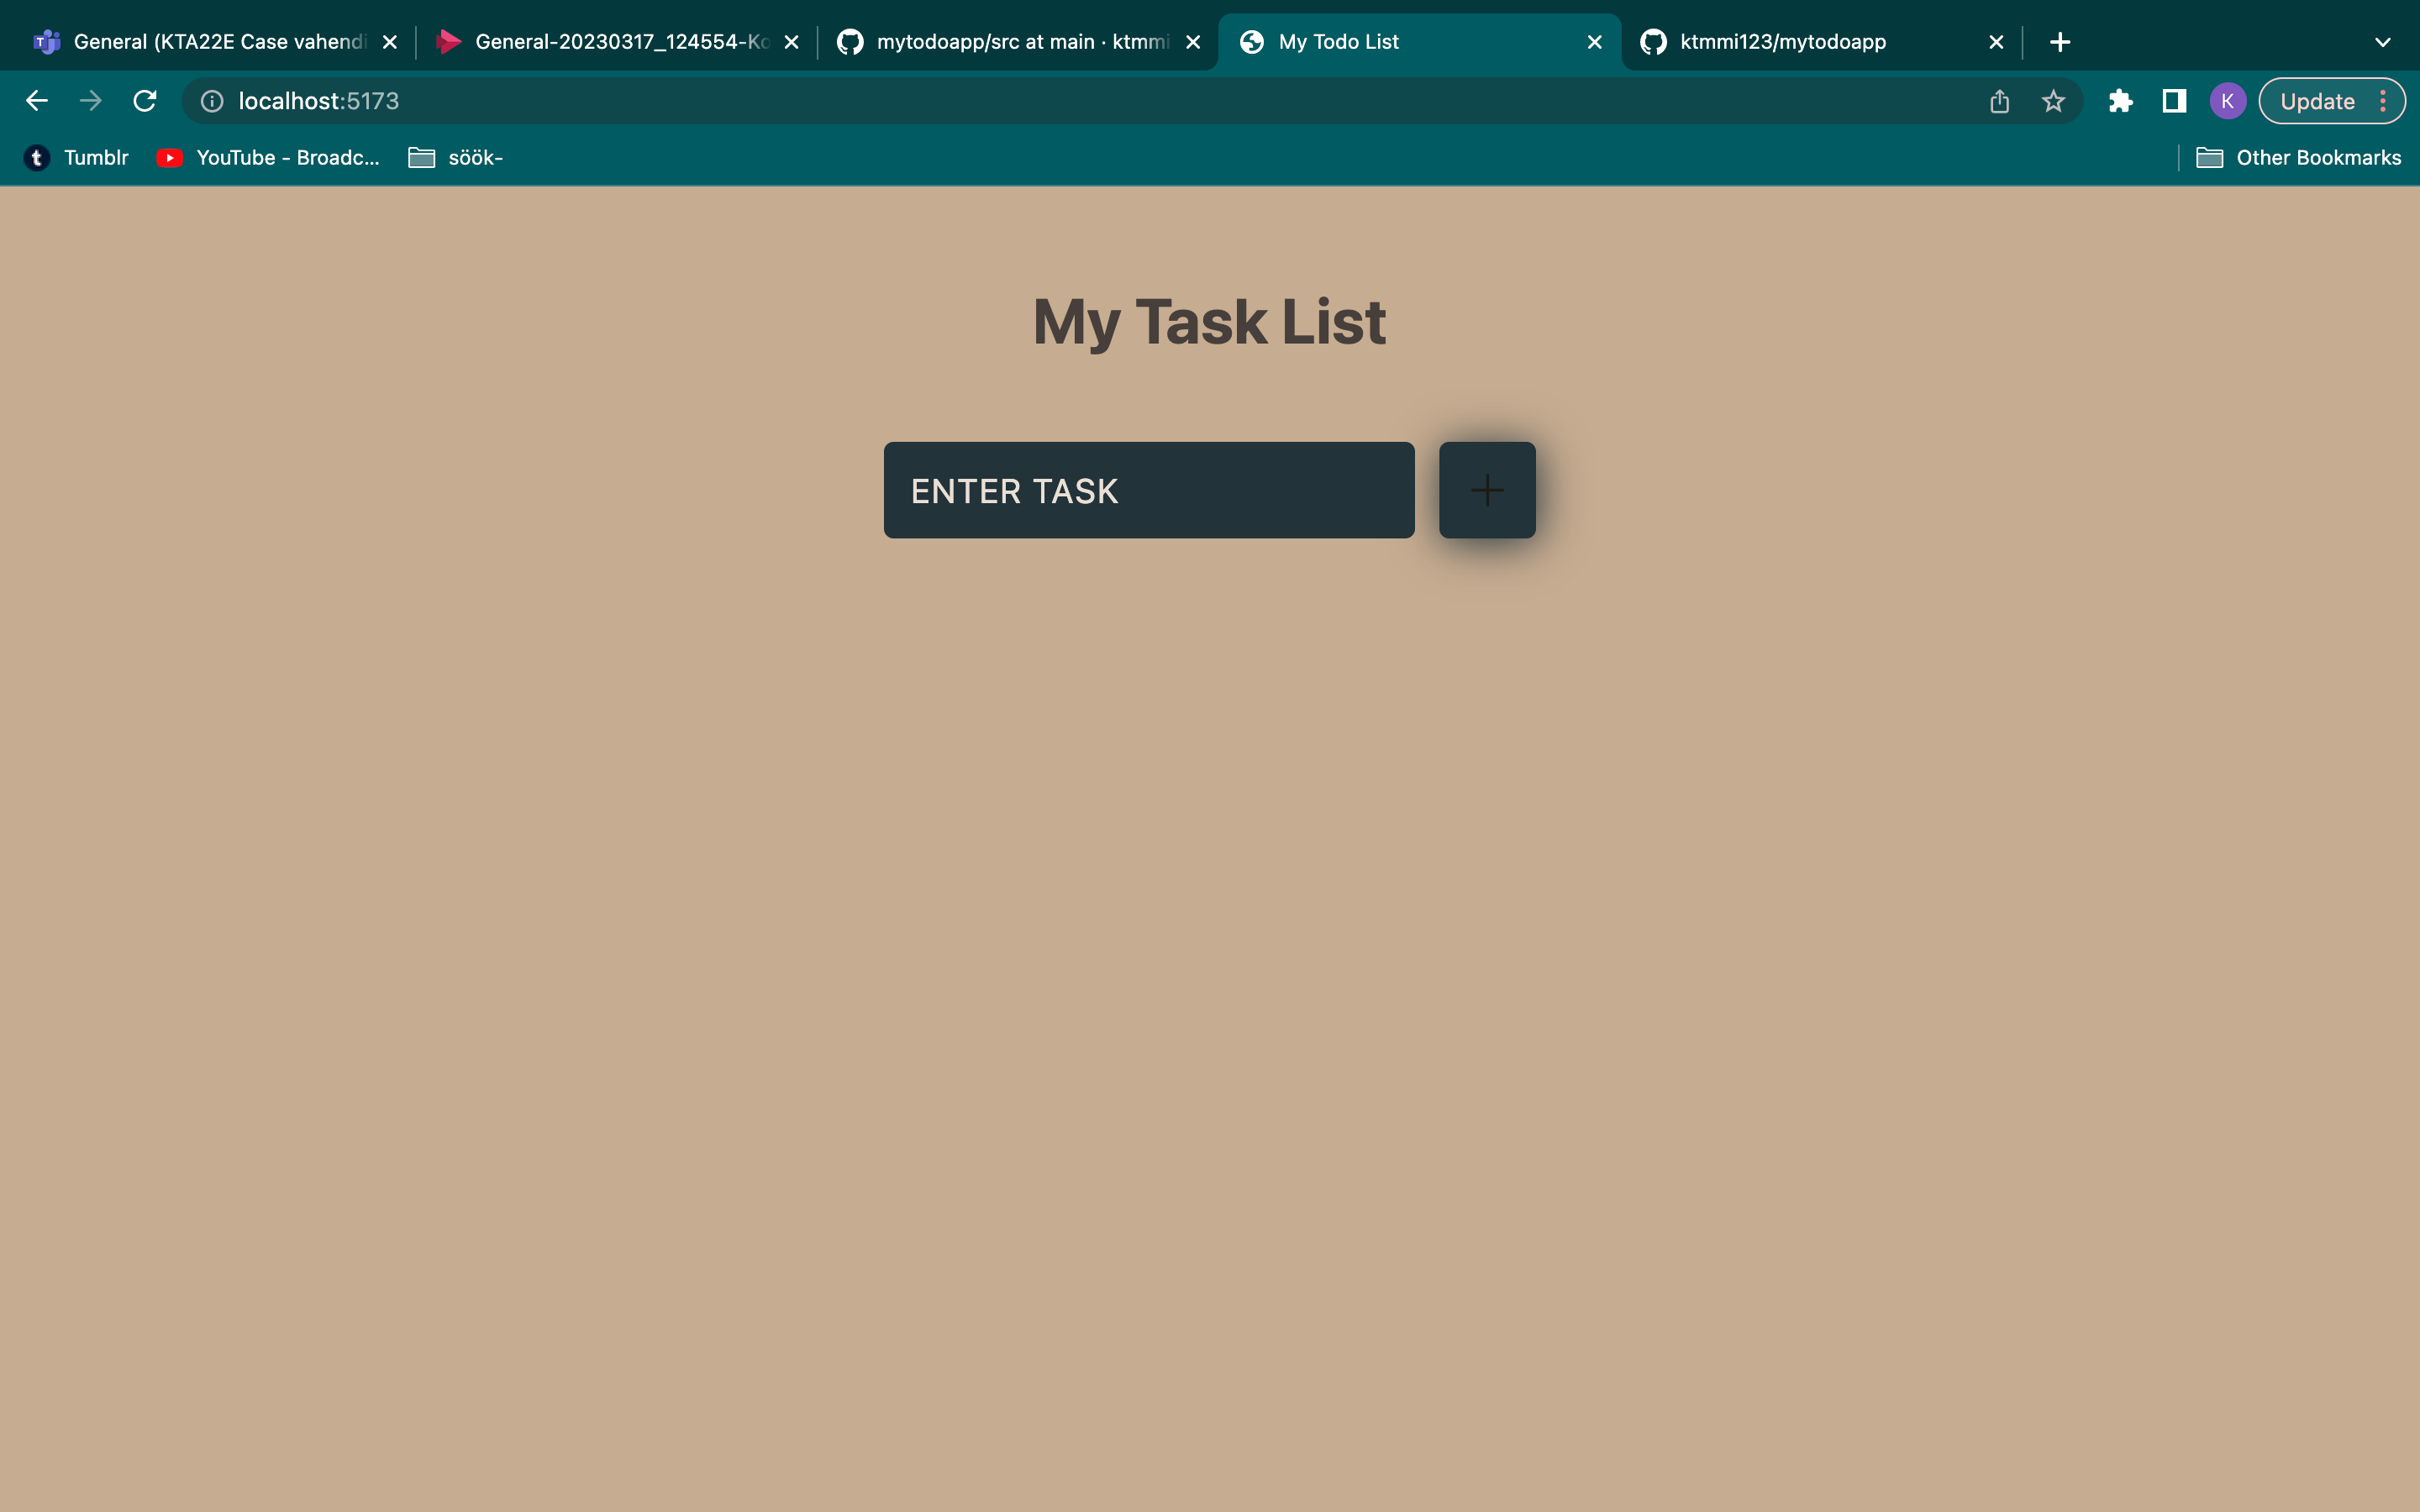 General (KTA22E Case vahendi
General-20230317_124554-Ko
mytodoapp/src at main · ktmmi
My Todo List
ktmmi123/mytodoapp
localhost:5173
K
Update
Tumblr
YouTube - Broadc...
söök-
Other Bookmarks
My Task List
ENTER TASK